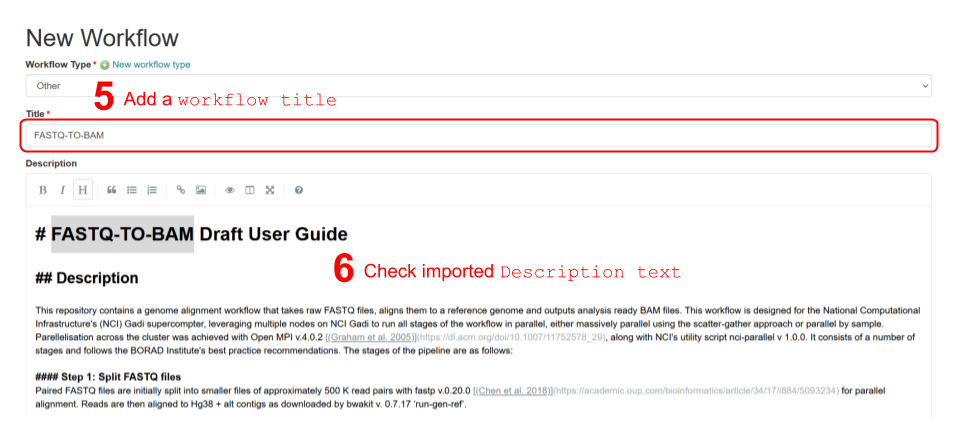 New Workflow
Workflow Type * New workflow type
Other
5 Add a workflow title
Title *
FASTQ-TO-BAM
Description
B I H
# FASTQ-TO-BAM Draft User Guide
6 Check imported Description text
## Description
This repository contains a genome alignment workflow that takes raw FASTQ files, aligns them to a reference genome and outputs analysis ready BAM files. This workflow is designed for the National Computational
Infrastructure's (NCI) Gadi supercompter, leveraging multiple nodes on NCI Gadi to run all stages of the workflow in parallel, either massively parallel using the scatter-gather approach or parallel by sample.
Parellelisation across the cluster was achieved with Open MPI v.4.0.2 [(Graham et al. 2005)](https://dl.acm.org/doi/10.1007/11752578_29), along with NCI's utility script nci-parallel v 1.0.0. It consists of a number of
stages and follows the BORAD Institute's best practice recommendations. The stages of the pipeline are as follows:
#### Step 1: Split FASTQ files
Paired FASTQ files are initially split into smaller files of approximately 500 K read pairs with fastp v.0.20.0 [(Chen et al. 2018)](https://academic.oup.com/bioinformatics/article/34/17/i884/5093234) for parallel
alignment. Reads are then aligned to Hg38 + alt contigs as downloaded by bwakit v. 0.7.17 'run-gen-ref'.